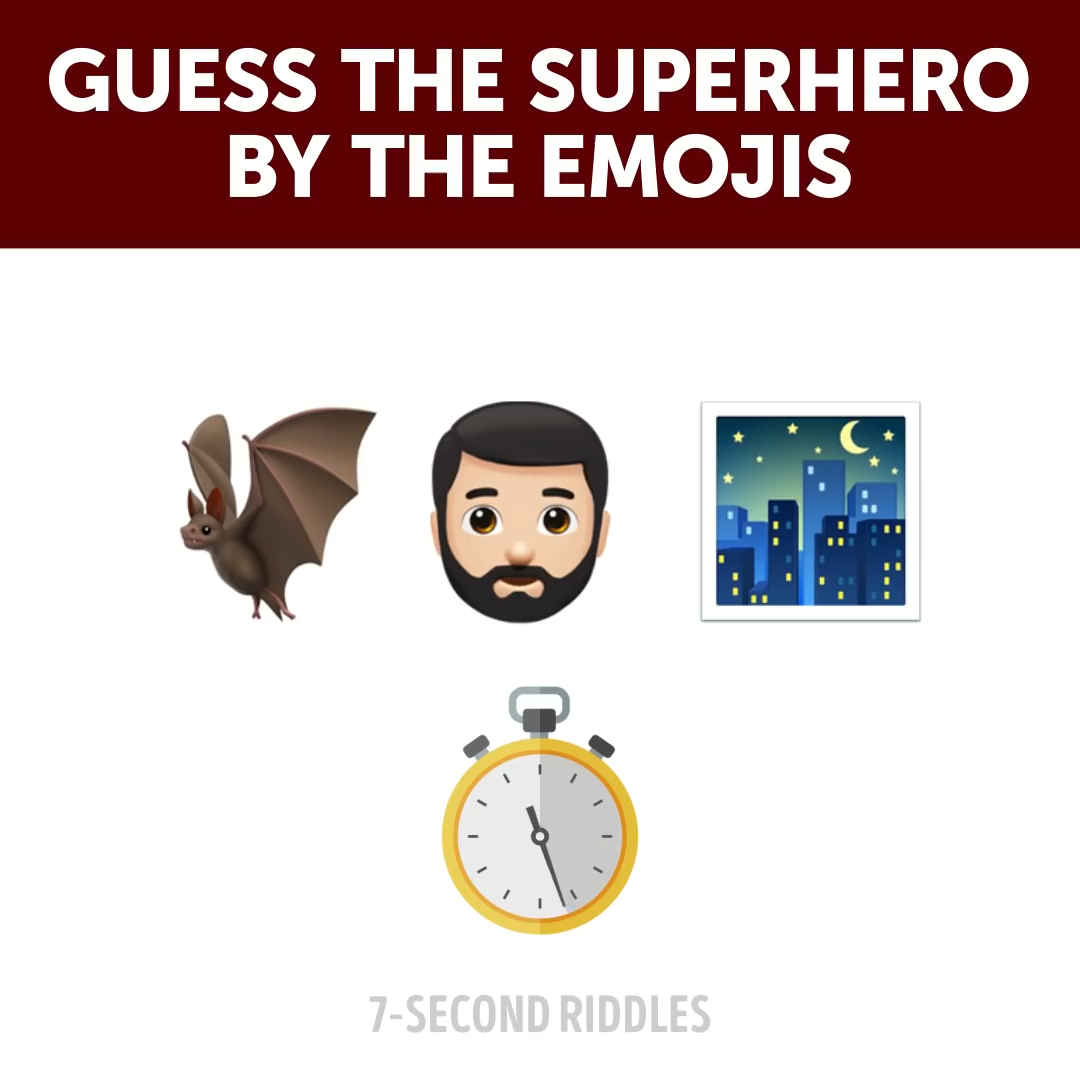 GUESS THE SUPERHERO
BY THE EMOJIS
7-SECOND RIDDLES